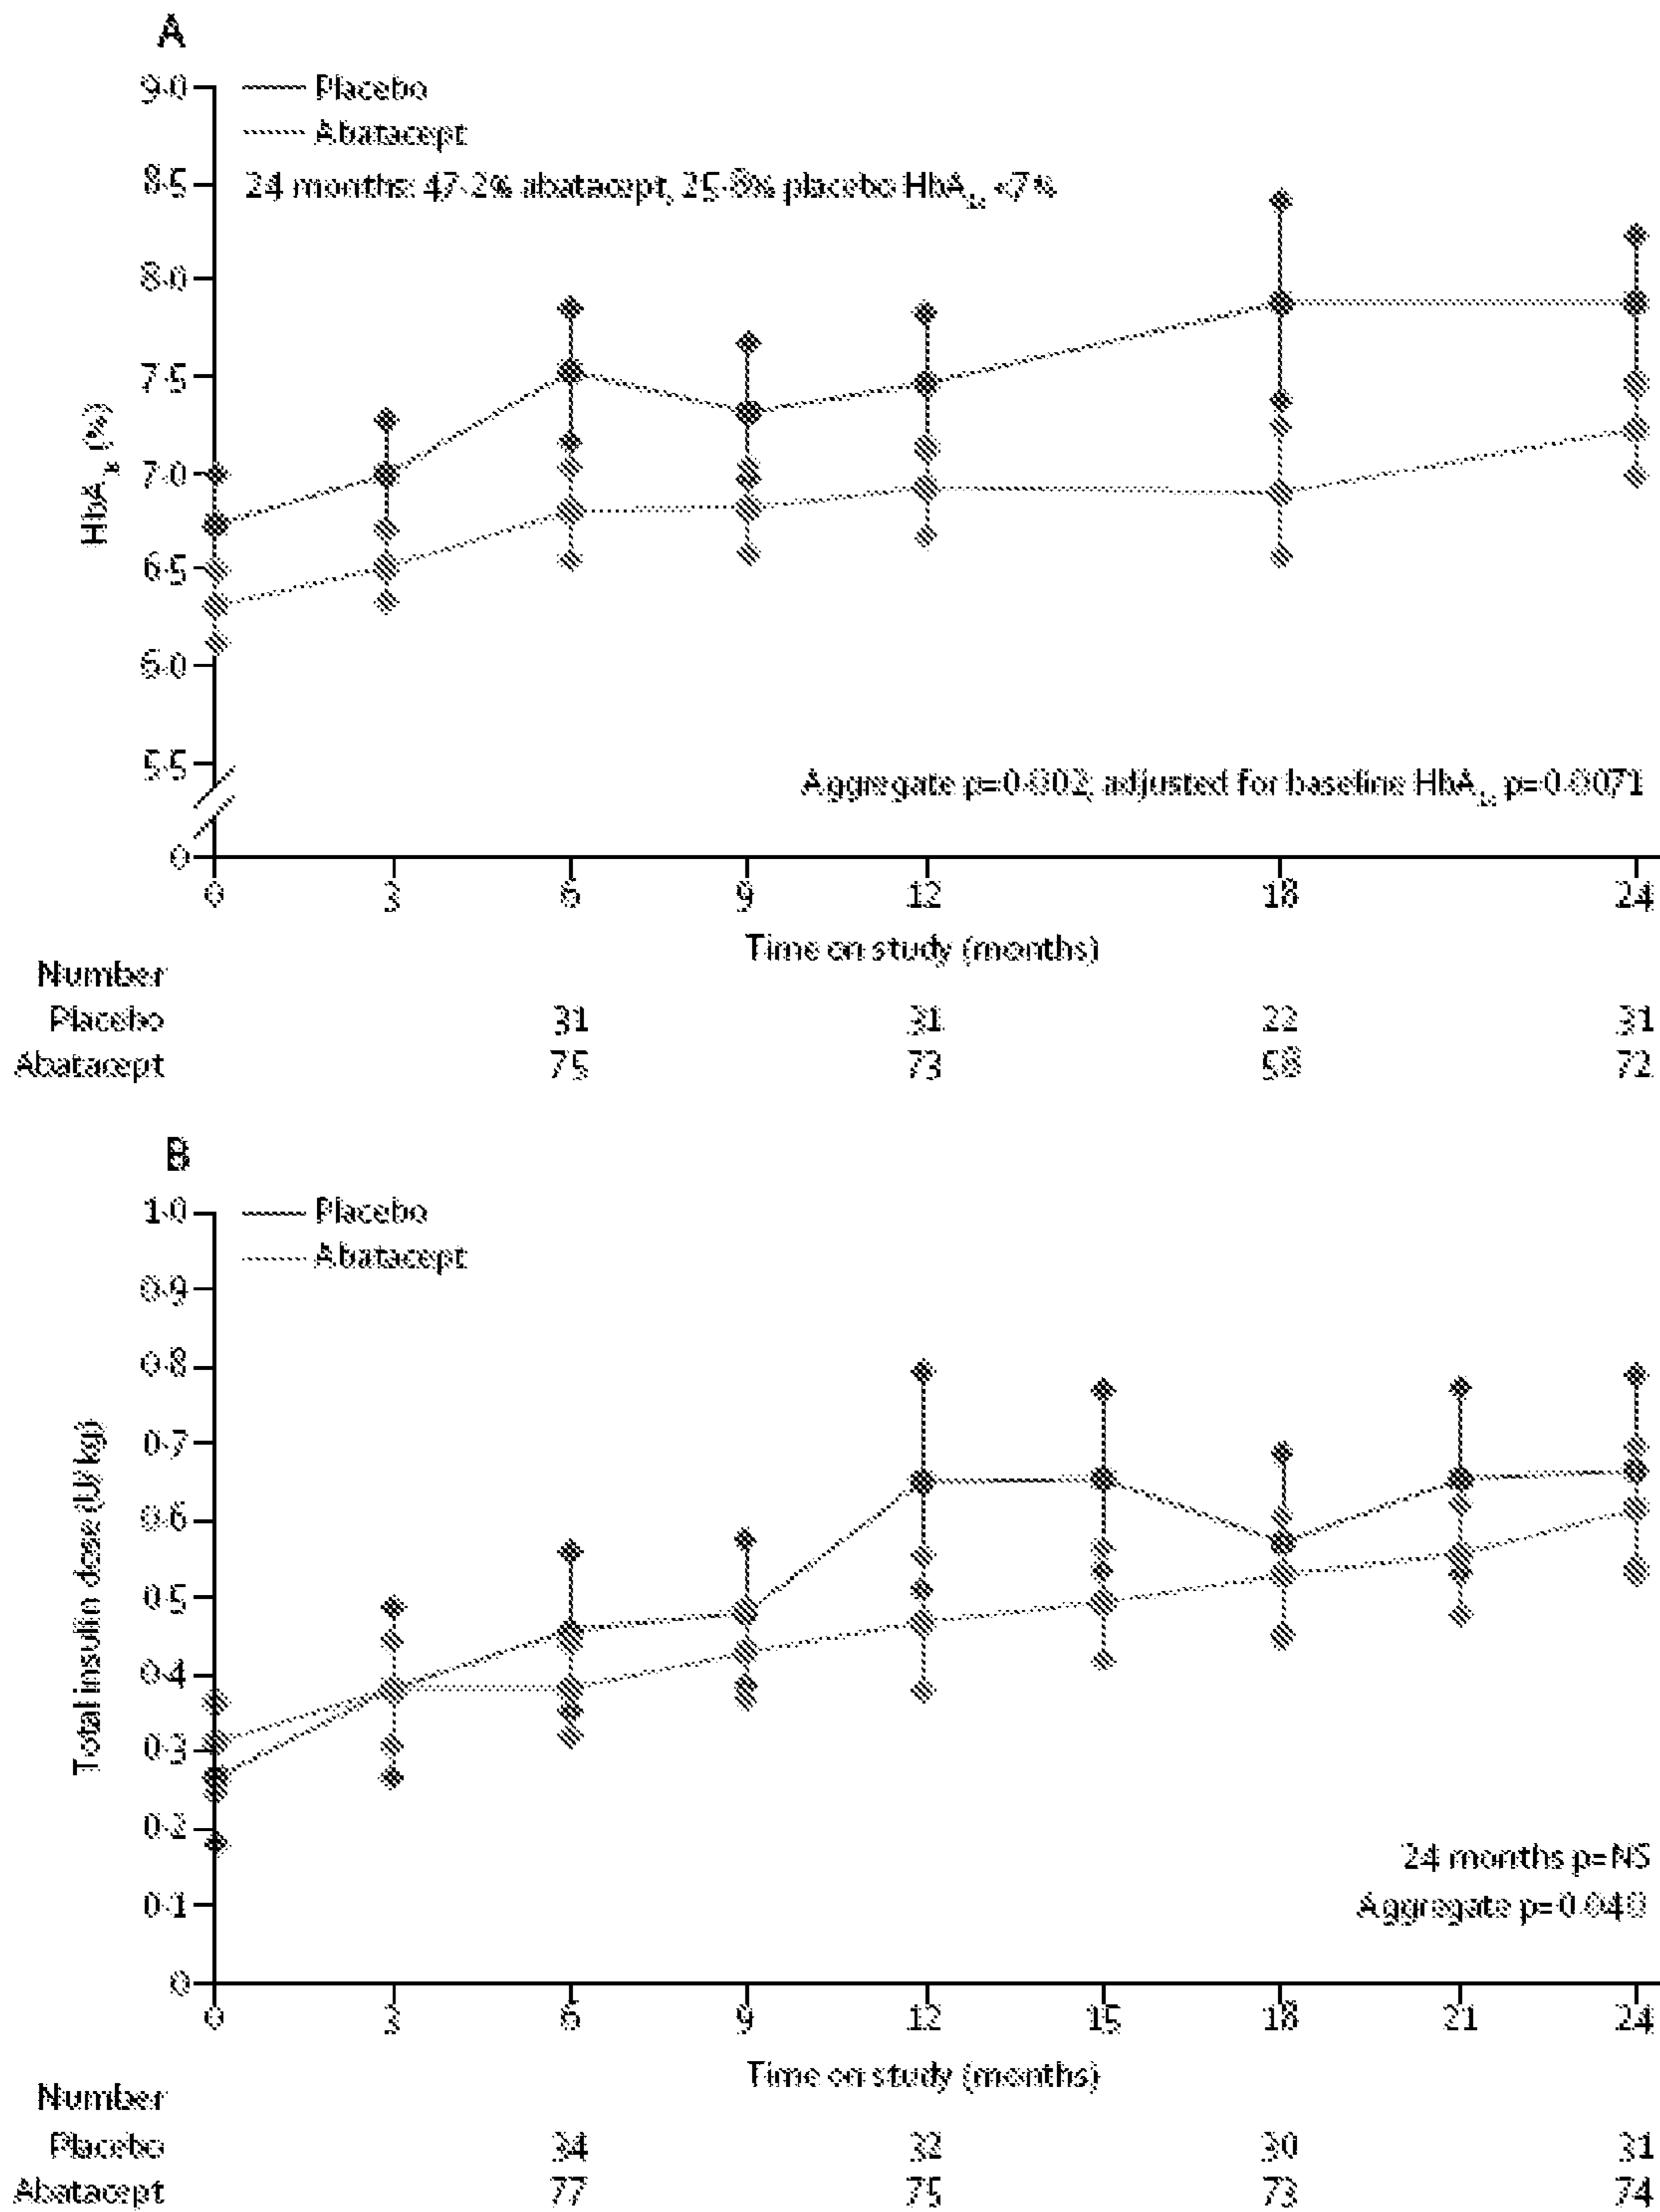 A
9·0
8·5
8·0
7·5
7·0
6·5
6·0
5·5
0
HbA1c (%)
Placebo
Abatacept
24 months: 47·2% abatacept, 25·8% placebo HbA1c <7%
Aggregate p=0·002; adjusted for baseline HbA1c p=0·0071
0 3 6 9 12 18 24
Time on study (months)
Number
Placebo 31 31 22 31
Abatacept 75 73 58 72
B
1·0
0·9
0·8
0·7
0·6
0·5
0·4
0·3
0·2
0·1
0
Total insulin dose (U/kg)
Placebo
Abatacept
24 months p=NS
Aggregate p=0·040
0 3 6 9 12 15 18 21 24
Time on study (months)
Number
Placebo 34 32 30 31
Abatacept 77 75 73 74